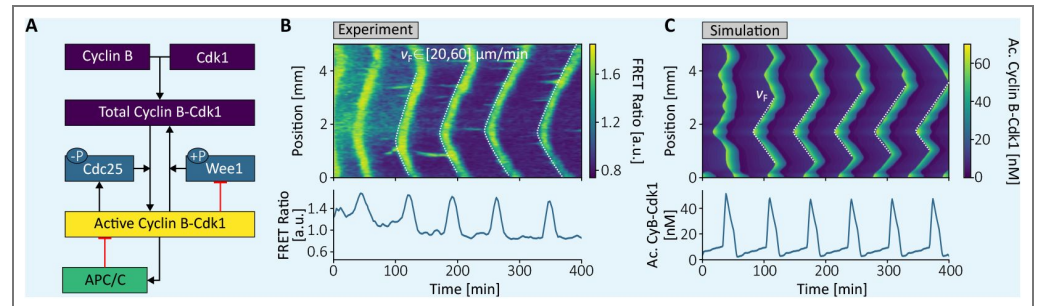 A
Cyclin B
Cdk1
Total Cyclin B-Cdk1
-P
Cdc25
+P
Wee1
Active Cyclin B-Cdk1
APC/C
B
Experiment
v_F∈[20,60] μm/min
Position [mm]
4
2
0
1.6
1.2
0.8
FRET Ratio [a.u.]
FRET Ratio
[a.u.]
1.4
1.0
0.6
0 100 200 300 400
Time [min]
C
Simulation
v_F
Position [mm]
4
2
0
60
40
20
0
Ac. Cyclin B-Cdk1 [nM]
Ac. CyB-Cdk1
[nM]
40
20
0
0 100 200 300 400
Time [min]